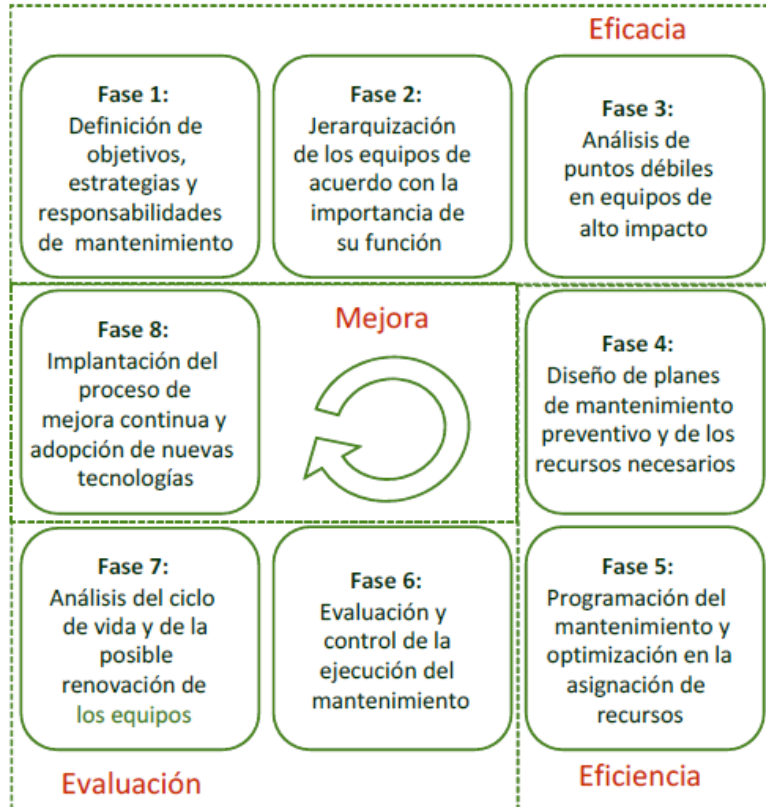 Eficacia
Fase 1:
Definición de
objetivos,
estrategias y
responsabilidades
de mantenimiento
Fase 2:
Jerarquización
de los equipos de
acuerdo con la
importancia de
su función
Fase 3:
Análisis de
puntos débiles
en equipos de
alto impacto
Fase 8:
Implantación del
proceso de
mejora continua y
adopción de nuevas
tecnologías
Mejora
Fase 4:
Diseño de planes
de mantenimiento
preventivo y de los
recursos necesarios
Fase 7:
Análisis del ciclo
de vida y de la
posible
renovación de
los equipos
Fase 6:
Evaluación y
control de la
ejecución del
mantenimiento
Fase 5:
Programación del
mantenimiento y
optimización en la
asignación de
recursos
Evaluación
Eficiencia